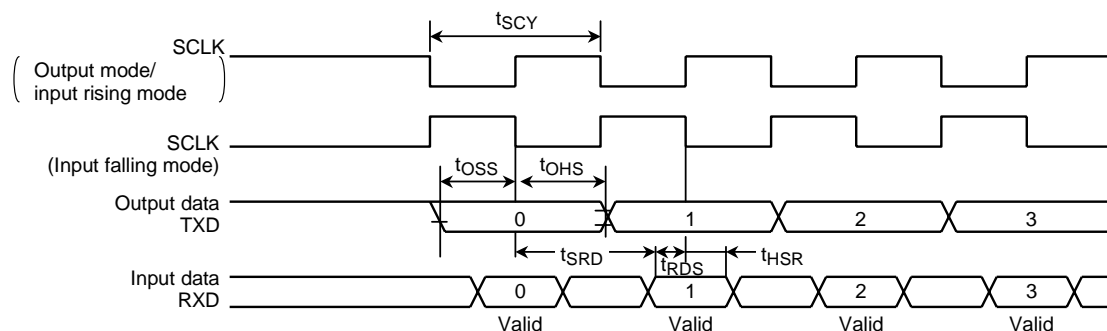 tSCY
SCLK
(Output mode/
input rising mode)
SCLK
(Input falling mode)
tOSS
tOHS
Output data
TXD
0
1
2
3
tSRD
tRDS
tHSR
Input data
RXD
0
1
2
3
Valid
Valid
Valid
Valid